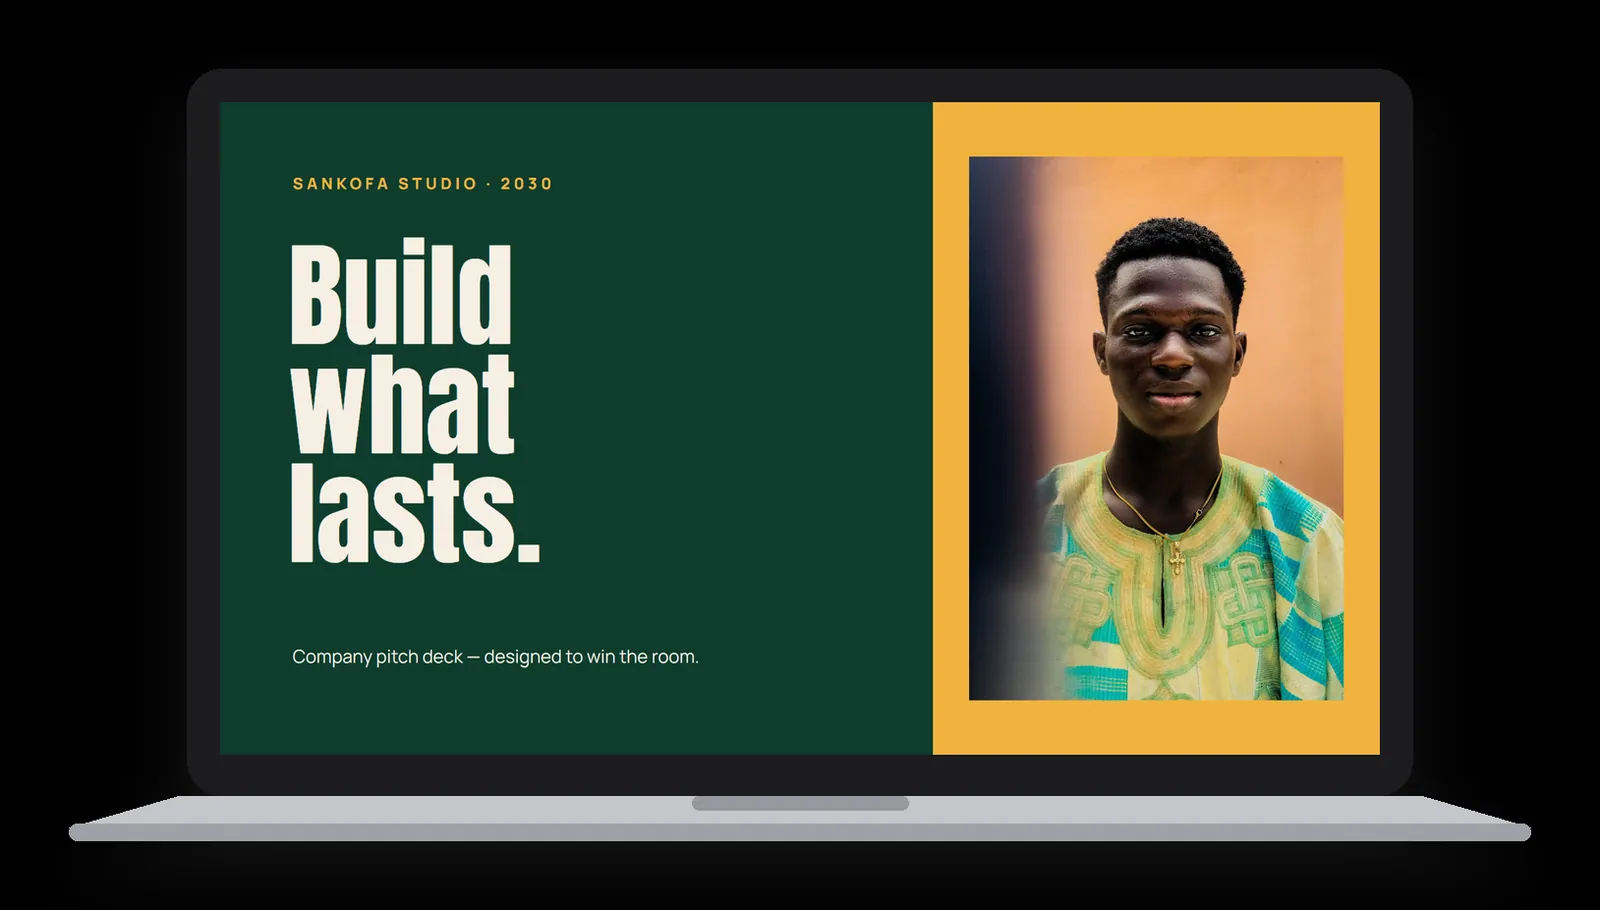 SANKOFA STUDIO · 2030
Build
what
lasts.
Company pitch deck — designed to win the room.